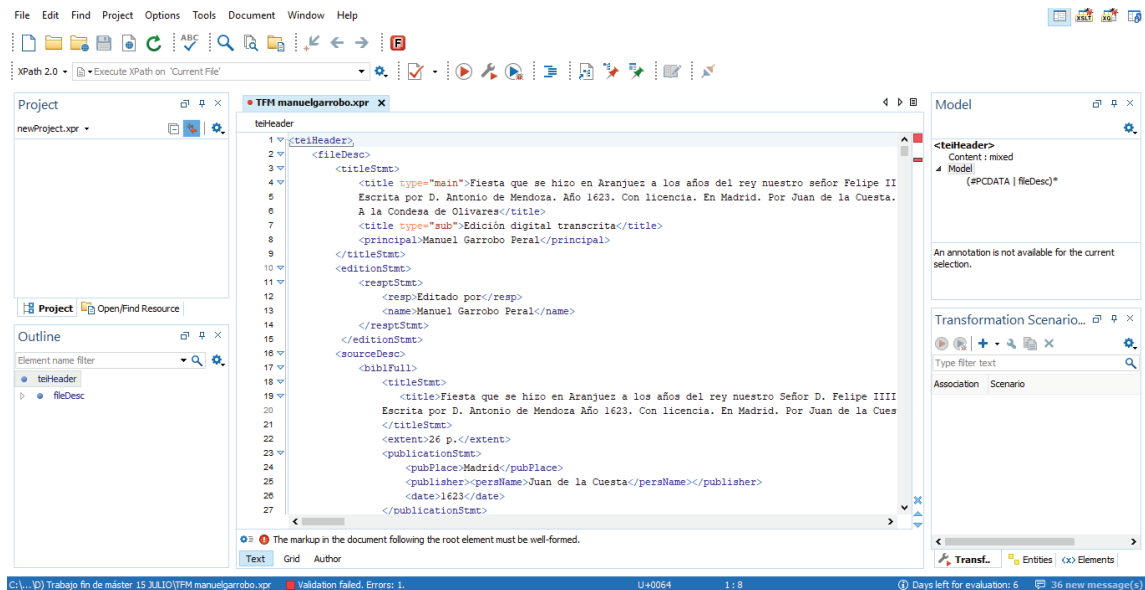 File Edit Find Project Options Tools Document Window Help
XSLT XQ
ABC
XPath 2.0 Execute XPath on 'Current File'
Project
newProject.xpr
Project Open/Find Resource
Outline
Element name filter
teiHeader
fileDesc
TFM manuelgarrobo.xpr
teiHeader
1 <teiHeader>
2 <fileDesc>
3 <titleStmt>
4 <title type="main">Fiesta que se hizo en Aranjuez a los años del rey nuestro señor Felipe II
5 Escrita por D. Antonio de Mendoza. Año 1623. Con licencia. En Madrid. Por Juan de la Cuesta.
6 A la Condesa de Olivares</title>
7 <title type="sub">Edición digital transcrita</title>
8 <principal>Manuel Garrobo Peral</principal>
9 </titleStmt>
10 <editionStmt>
11 <resptStmt>
12 <resp>Editado por</resp>
13 <name>Manuel Garrobo Peral</name>
14 </resptStmt>
15 </editionStmt>
16 <sourceDesc>
17 <biblFull>
18 <titleStmt>
19 <title>Fiesta que se hizo en Aranjuez a los años del rey nuestro Señor D. Felipe IIII
20 Escrita por D. Antonio de Mendoza Año 1623. Con licencia. En Madrid. Por Juan de la Cues
21 </titleStmt>
22 <extent>26 p.</extent>
23 <publicationStmt>
24 <pubPlace>Madrid</pubPlace>
25 <publisher><persName>Juan de la Cuesta</persName></publisher>
26 <date>1623</date>
27 </publicationStmt>
The markup in the document following the root element must be well-formed.
Text Grid Author
Model
<teiHeader>
Content : mixed
Model
(#PCDATA | fileDesc)*
An annotation is not available for the current
selection.
Transformation Scenario...
Type filter text
Association Scenario
Transf.. Entities <x> Elements
C:\...\D) Trabajo fin de máster 15 JULIO\TFM manuelgarrobo.xpr Validation failed. Errors: 1. U+0064 1 : 8 Days left for evaluation: 6 36 new message(s)